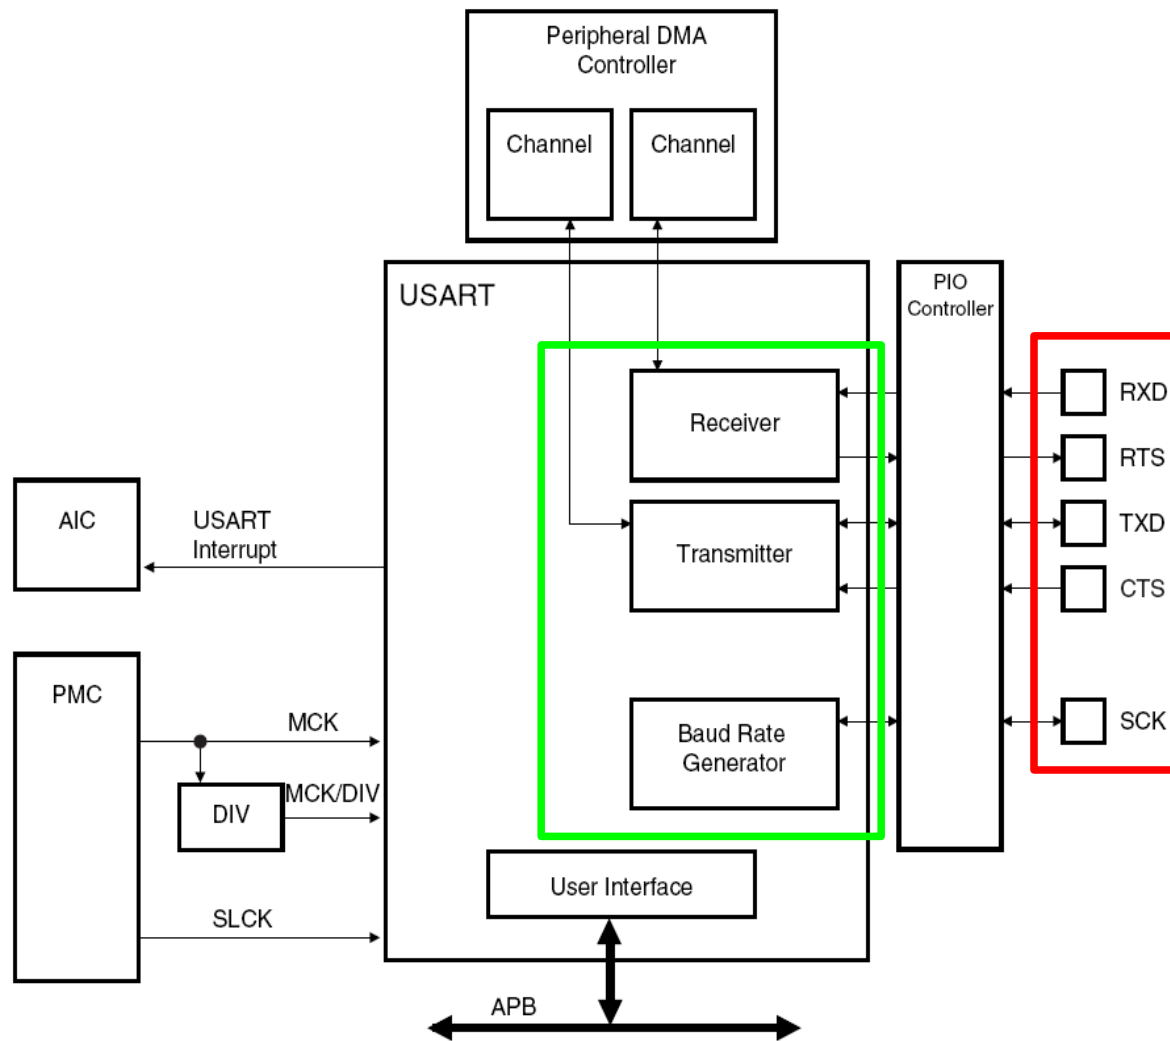 Peripheral DMA
Controller
Channel
Channel
USART
PIO
Controller
RXD
Receiver
RTS
AIC
USART
Interrupt
TXD
Transmitter
CTS
PMC
MCK
Baud Rate
Generator
SCK
MCK/DIV
DIV
User Interface
SLCK
APB